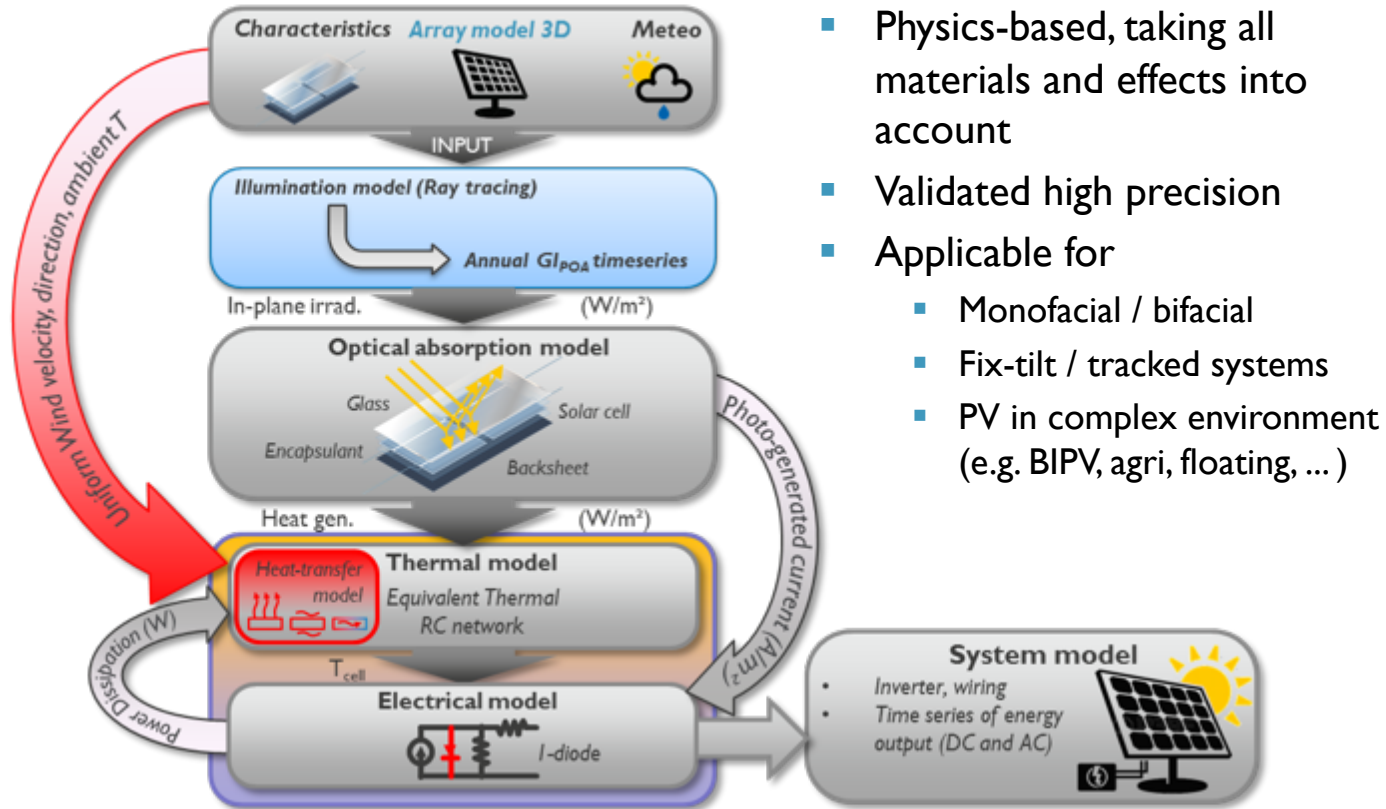 Characteristics Array model 3D Meteo
INPUT
Illumination model (Ray tracing)
Annual GI_POA timeseries
In-plane irrad. (W/m²)
Optical absorption model
Glass
Solar cell
Encapsulant
Backsheet
Heat gen. (W/m²)
Thermal model
Heat-transfer
model
Equivalent Thermal
RC network
T_cell
Electrical model
1-diode
Uniform Wind velocity, direction, ambient T
Power Dissipation (W)
Photo-generated current (A/m²)
System model
• Inverter, wiring
• Time series of energy
output (DC and AC)
▪ Physics-based, taking all
materials and effects into
account
▪ Validated high precision
▪ Applicable for
▪ Monofacial / bifacial
▪ Fix-tilt / tracked systems
▪ PV in complex environment
(e.g. BIPV, agri, floating, ... )